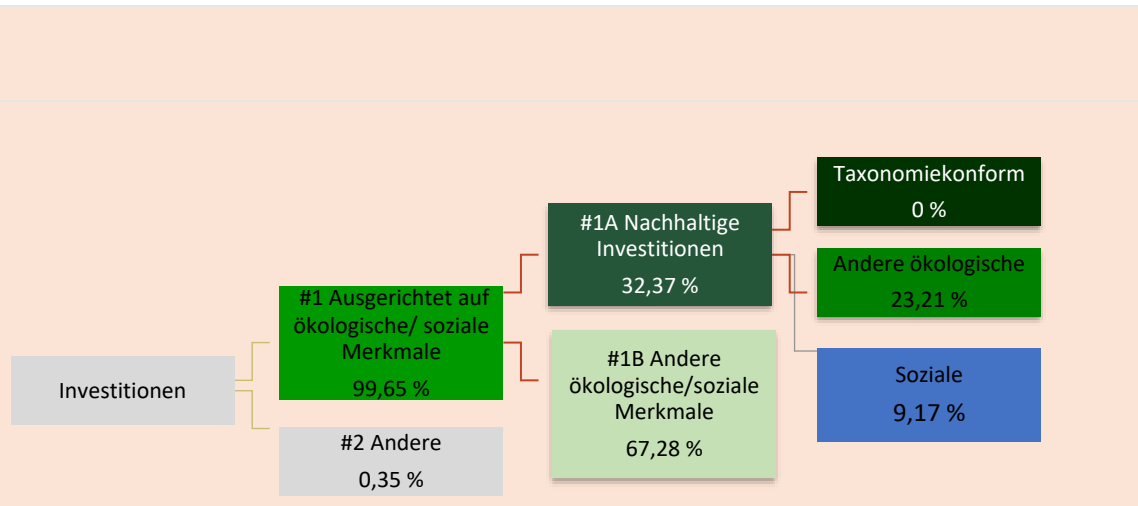 Investitionen
#1 Ausgerichtet auf
ökologische/ soziale
Merkmale
99,65 %
#2 Andere
0,35 %
#1A Nachhaltige
Investitionen
32,37 %
#1B Andere
ökologische/soziale
Merkmale
67,28 %
Taxonomiekonform
0 %
Andere ökologische
23,21 %
Soziale
9,17 %